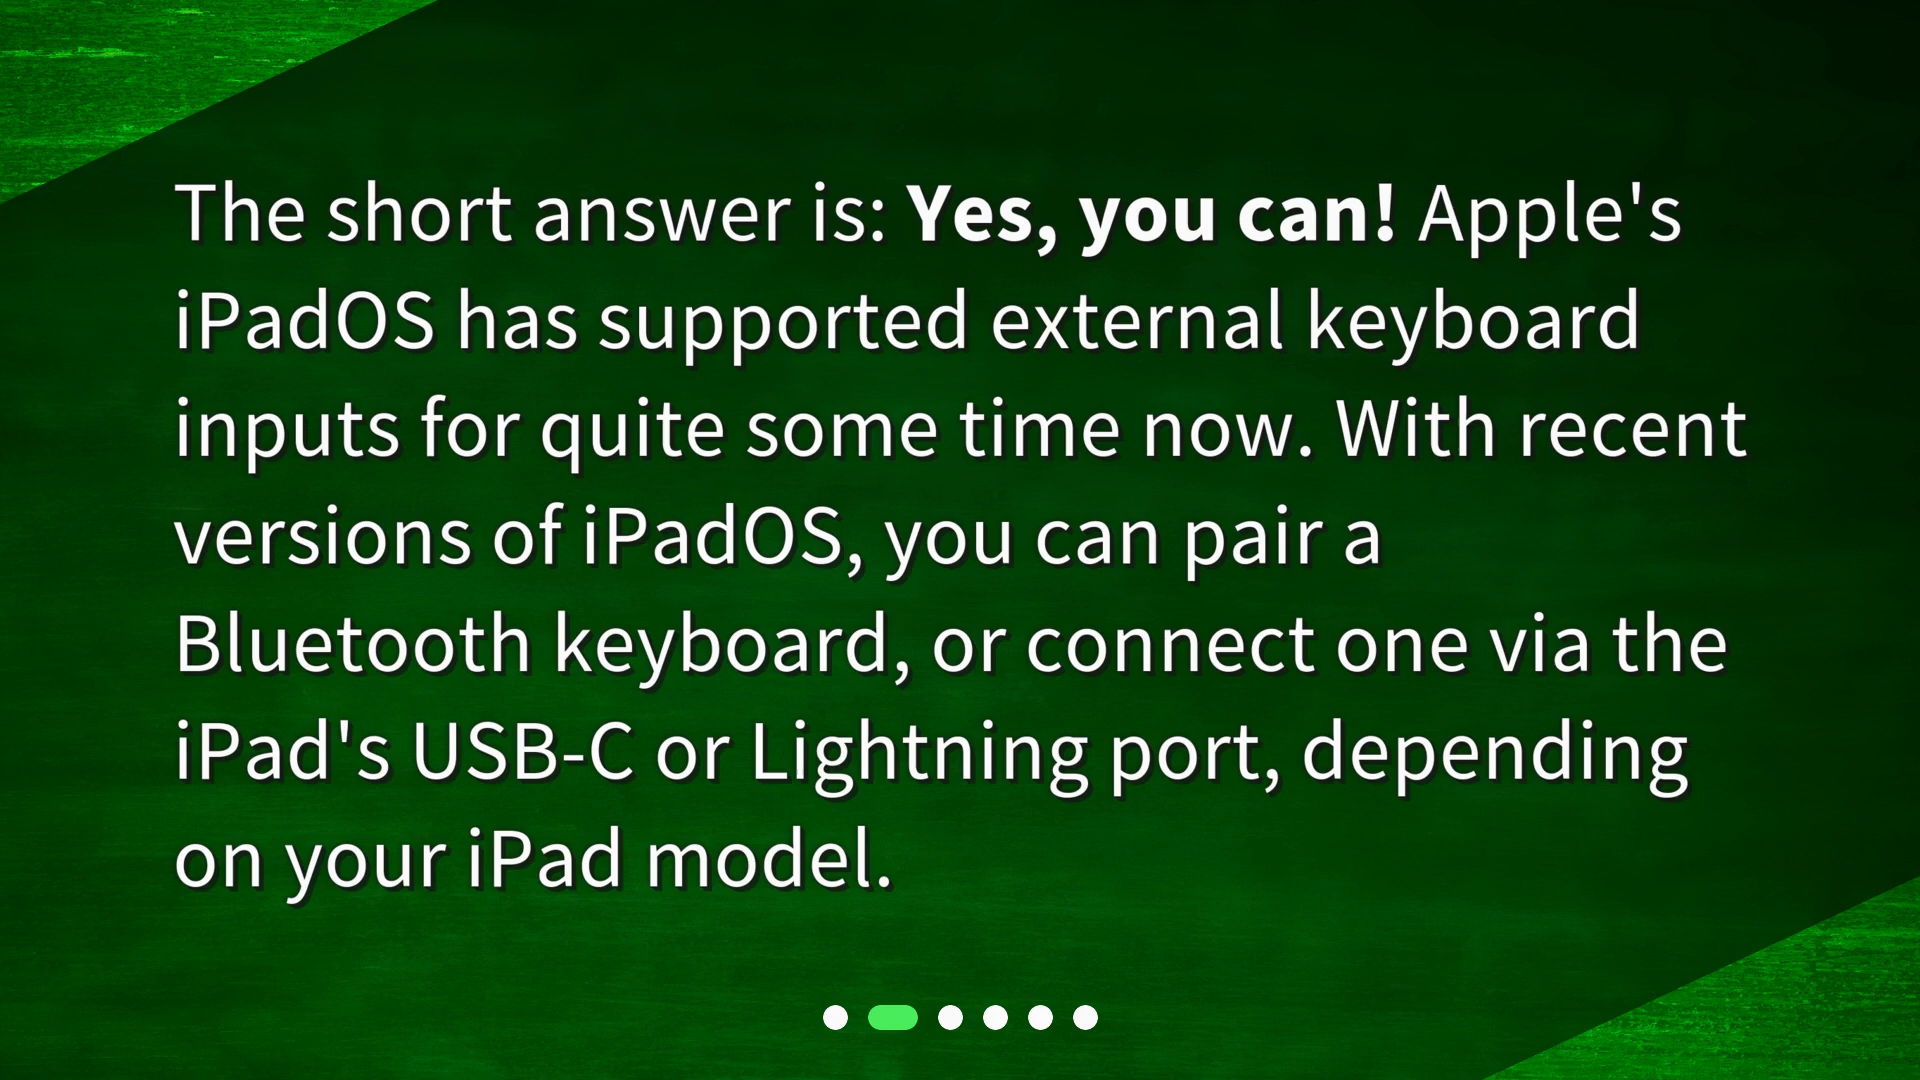 The short answer is: Yes, you can! Apple's
iPadOS has supported external keyboard
inputs for quite some time now. With recent
versions of iPadOS, you can pair a
Bluetooth keyboard, or connect one via the
iPad's USB-C or Lightning port, depending
on your iPad model.